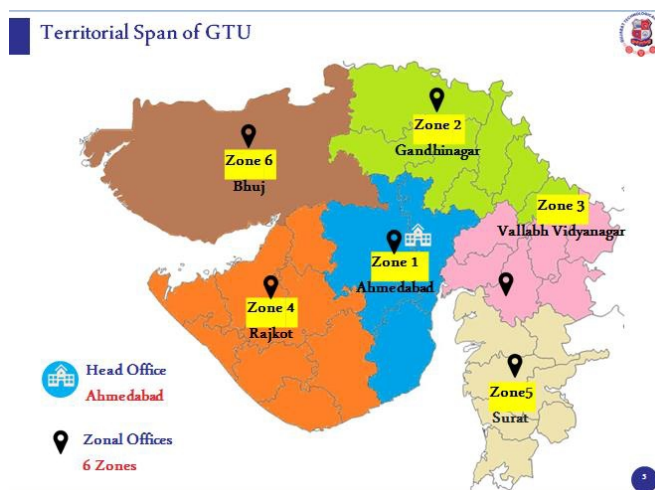 Territorial Span of GTU
Zone 2
Gandhinagar
Zone 6
Bhuj
Zone 3
Vallabh Vidyanagar
Zone 1
Ahmedabad
Zone 4
Rajkot
Head Office
Ahmedabad
Zone5
Surat
Zonal Offices
6 Zones
3